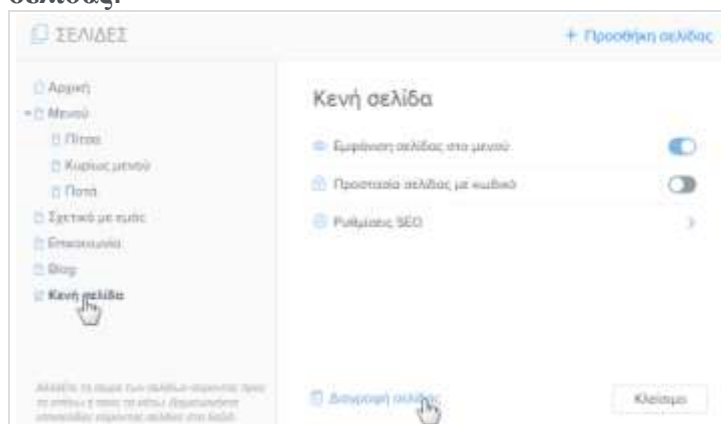 σελίδας.
ΣΕΛΙΔΕΣ
+ Προσθήκη σελίδας
Αρχική
Μενού
Πίτσα
Κυρίως μενού
Ποτά
Σχετικά με εμάς
Επικοινωνία
Blog
Κενή σελίδα
Κενή σελίδα
Εμφάνιση σελίδας στο μενού
Προστασία σελίδας με κωδικό
Ρυθμίσεις SEO
Διαγραφή σελίδας
Κλείσιμο